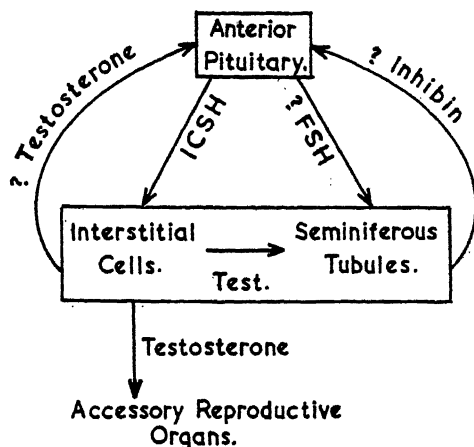 Anterior
Pituitary.
? Testosterone
? Inhibin
ICSH
? FSH
Interstitial
Cells.
Seminiferous
Tubules.
Test.
Testosterone
Accessory Reproductive
Organs.